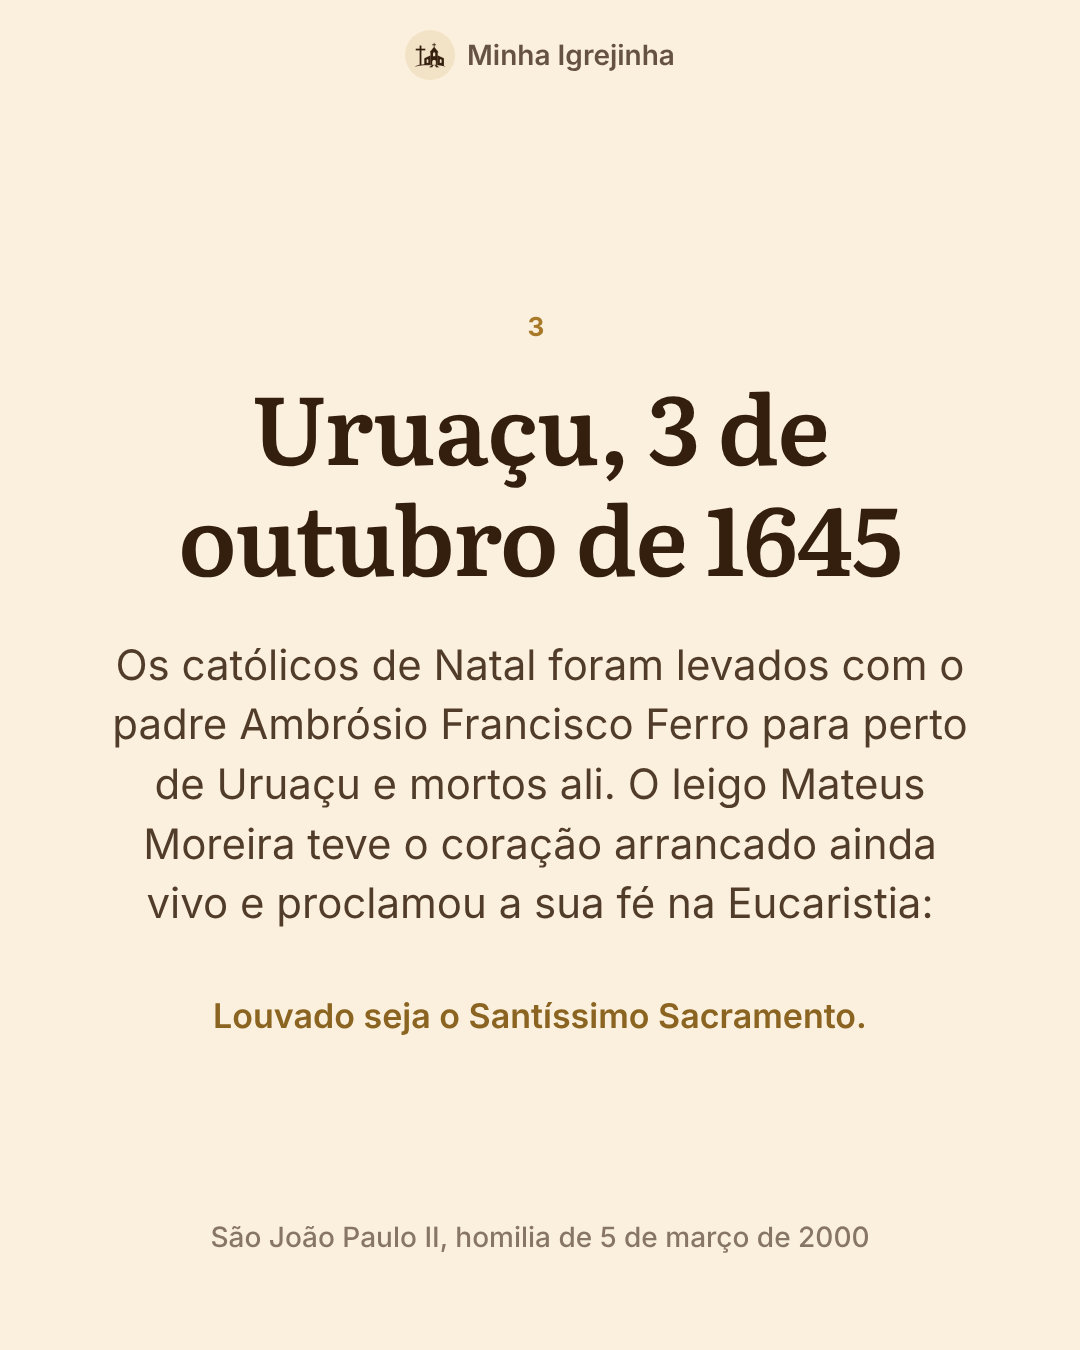 Minha Igrejinha
3
Uruaçu, 3 de
outubro de 1645
Os católicos de Natal foram levados com o
padre Ambrósio Francisco Ferro para perto
de Uruaçu e mortos ali. O leigo Mateus
Moreira teve o coração arrancado ainda
vivo e proclamou a sua fé na Eucaristia:
Louvado seja o Santíssimo Sacramento.
São João Paulo II, homilia de 5 de março de 2000